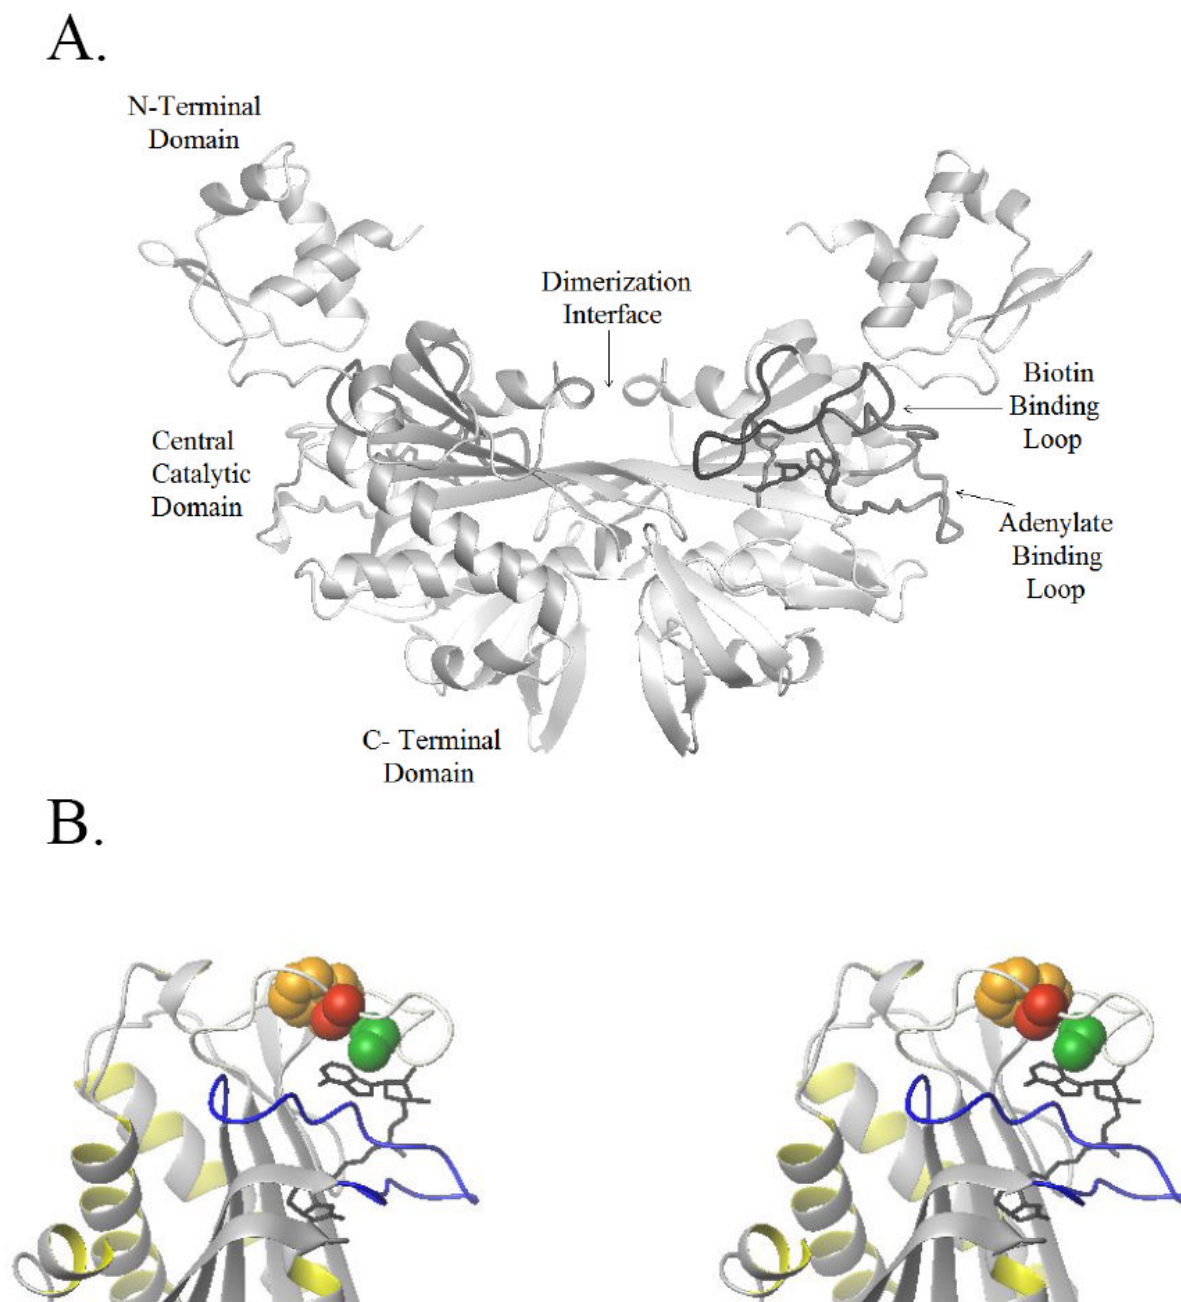 A.
N-Terminal
Domain
Dimerization
Interface
Biotin
Binding
Loop
Central
Catalytic
Domain
Adenylate
Binding
Loop
C- Terminal
Domain
B.